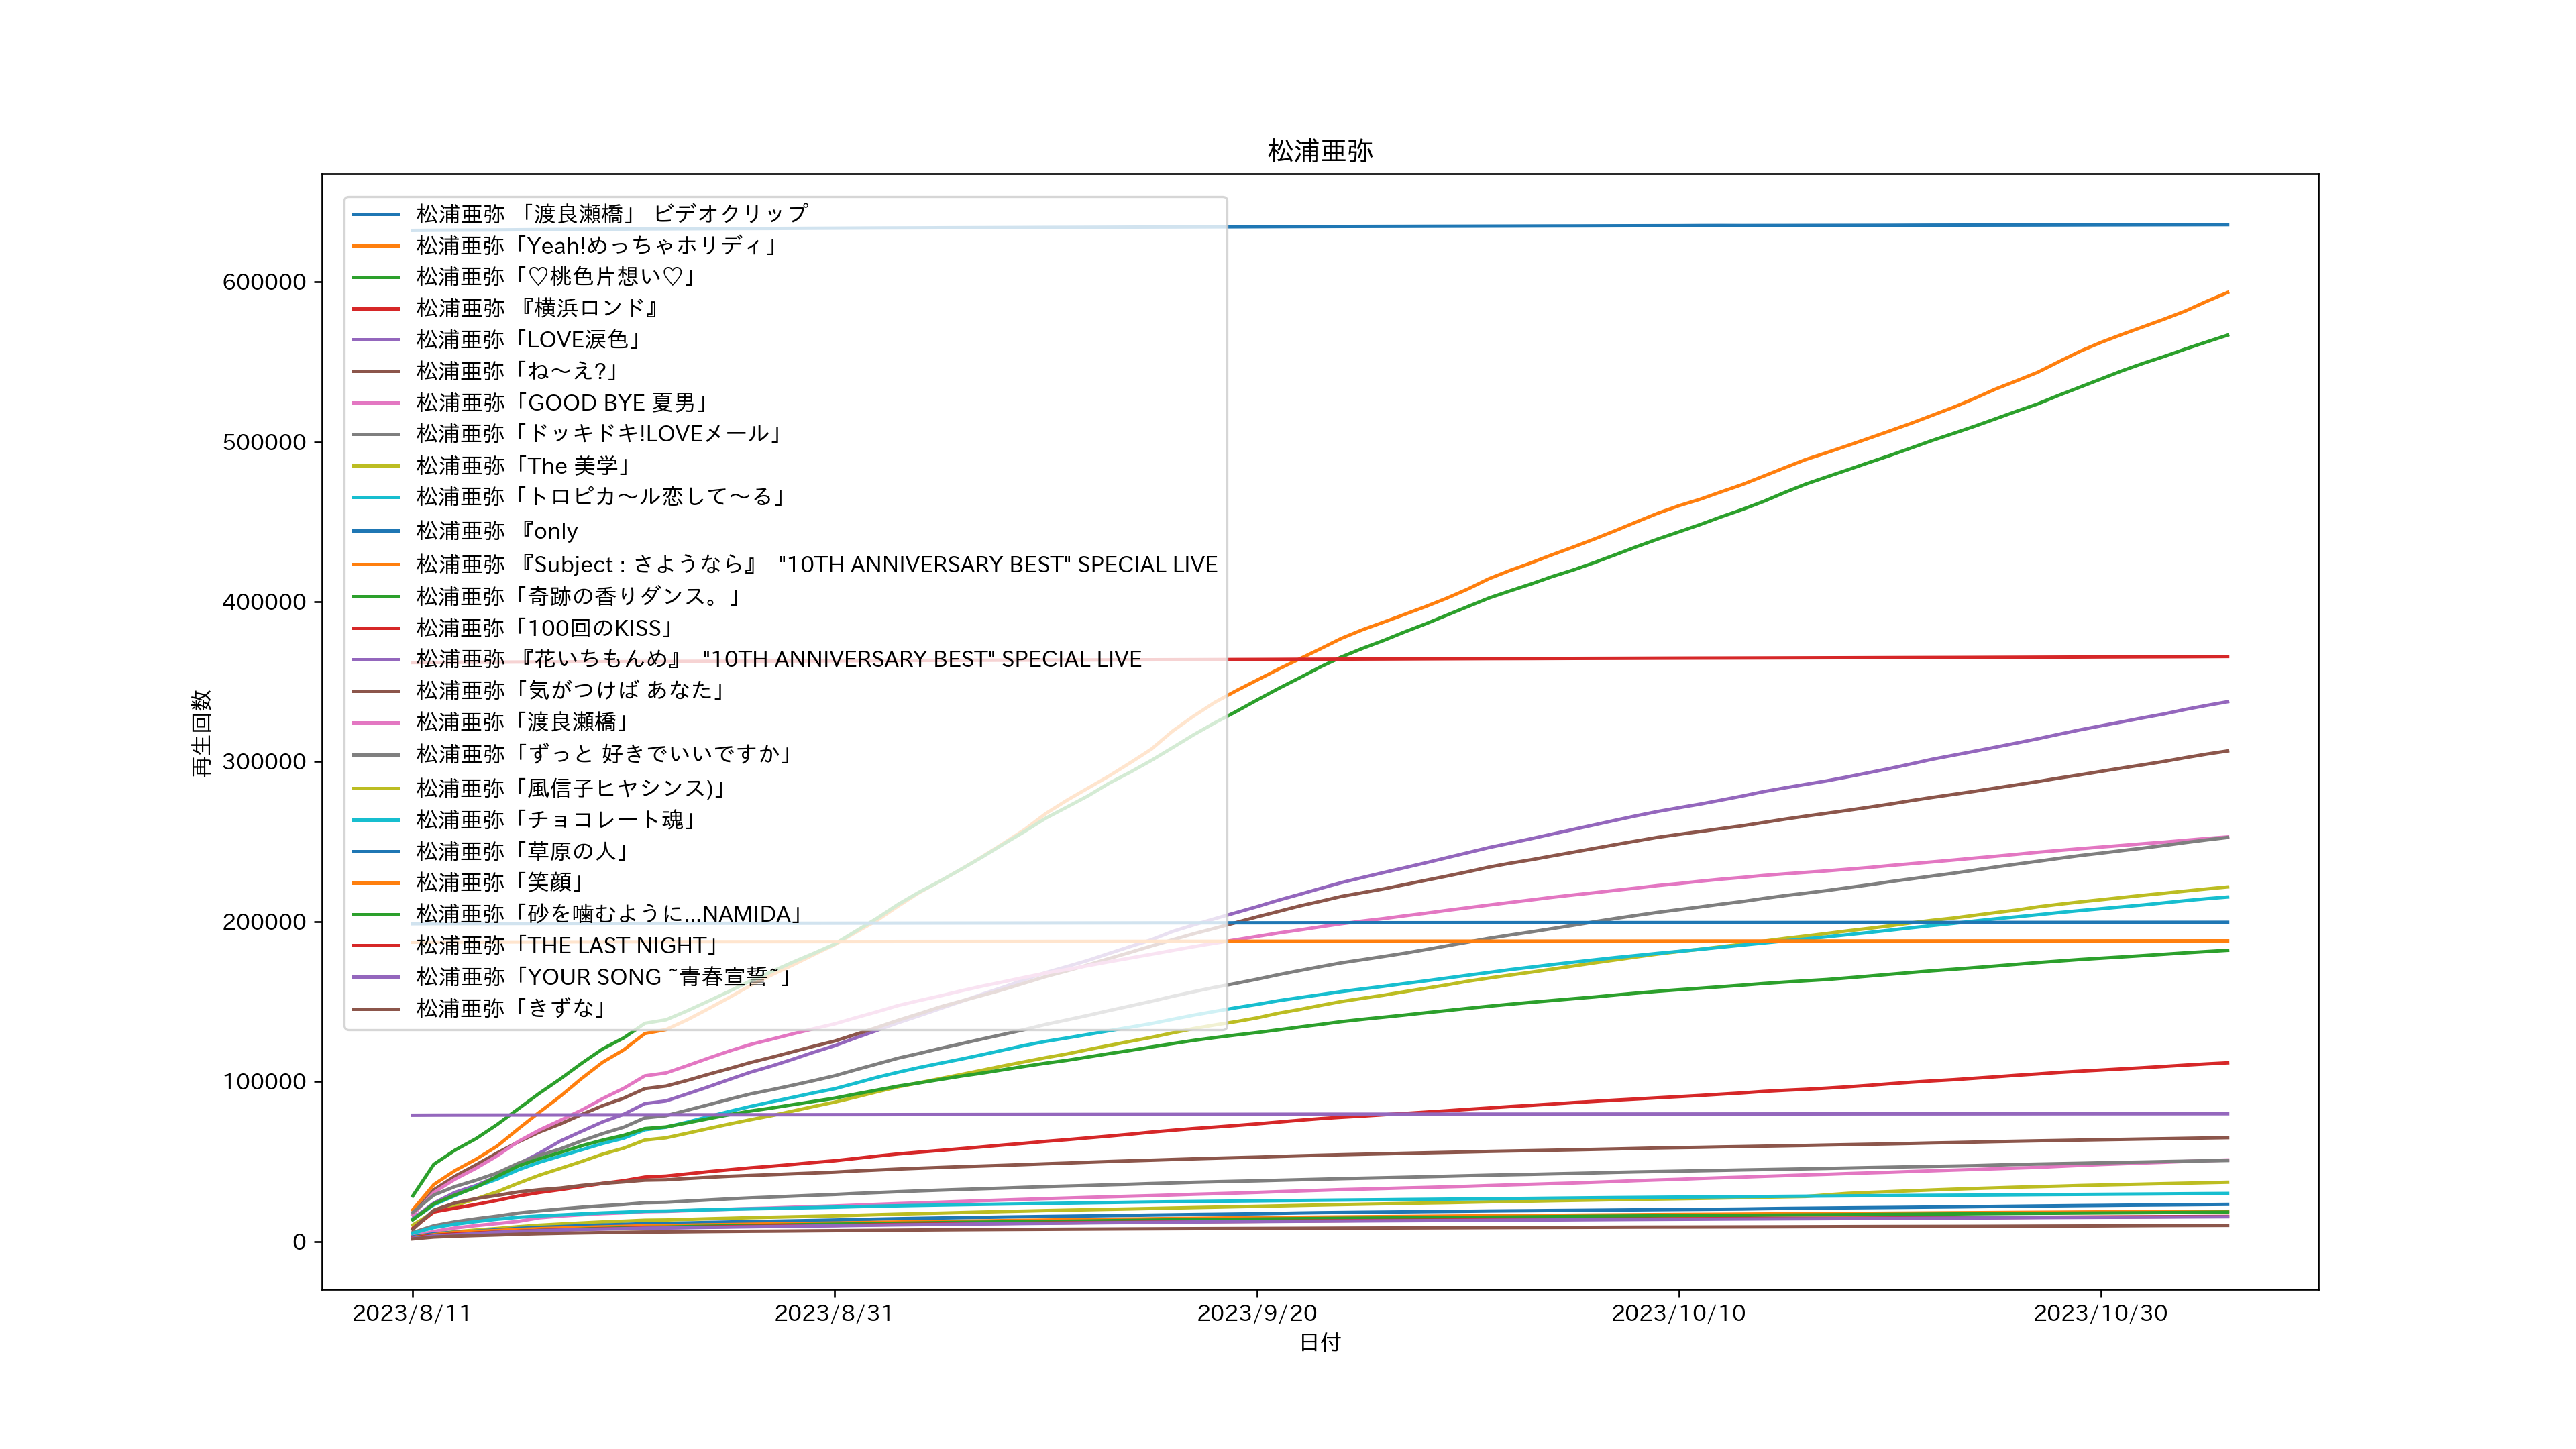 松浦亜弥
松浦亜弥 「渡良瀬橋」 ビデオクリップ
松浦亜弥「Yeah!めっちゃホリディ」
松浦亜弥「♡桃色片想い♡」
松浦亜弥 『横浜ロンド』
松浦亜弥「LOVE涙色」
松浦亜弥「ね～え?」
松浦亜弥「GOOD BYE 夏男」
松浦亜弥「ドッキドキ!LOVEメール」
松浦亜弥「The 美学」
松浦亜弥「トロピカ～ル恋して～る」
松浦亜弥 『only
松浦亜弥 『Subject : さようなら』 "10TH ANNIVERSARY BEST" SPECIAL LIVE
松浦亜弥「奇跡の香りダンス。」
松浦亜弥「100回のKISS」
松浦亜弥 『花いちもんめ』 "10TH ANNIVERSARY BEST" SPECIAL LIVE
松浦亜弥「気がつけば あなた」
松浦亜弥「渡良瀬橋」
松浦亜弥「ずっと 好きでいいですか」
松浦亜弥「風信子ヒヤシンス)」
松浦亜弥「チョコレート魂」
松浦亜弥「草原の人」
松浦亜弥「笑顔」
松浦亜弥「砂を噛むように…NAMIDA」
松浦亜弥「THE LAST NIGHT」
松浦亜弥「YOUR SONG ~青春宣誓~」
松浦亜弥「きずな」
再生回数
600000
500000
400000
300000
200000
100000
0
2023/8/11
2023/8/31
2023/9/20
2023/10/10
2023/10/30
日付